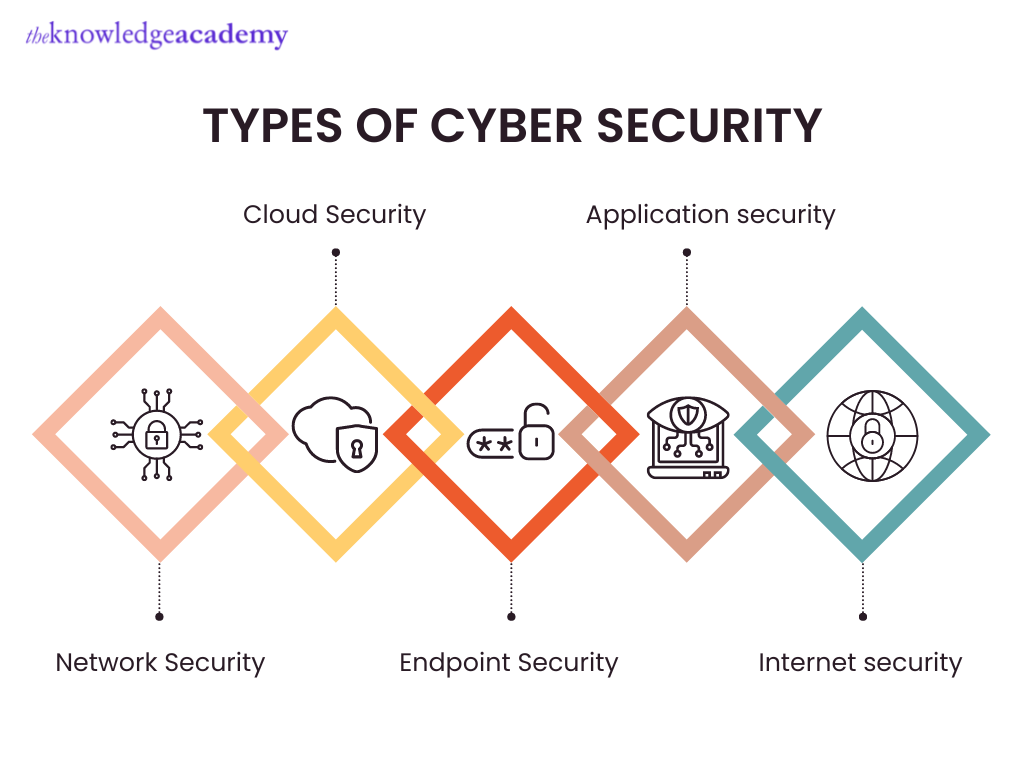 theknowledgeacademy
TYPES OF CYBER SECURITY
Cloud Security
Application security
**
Network Security
Endpoint Security
Internet security